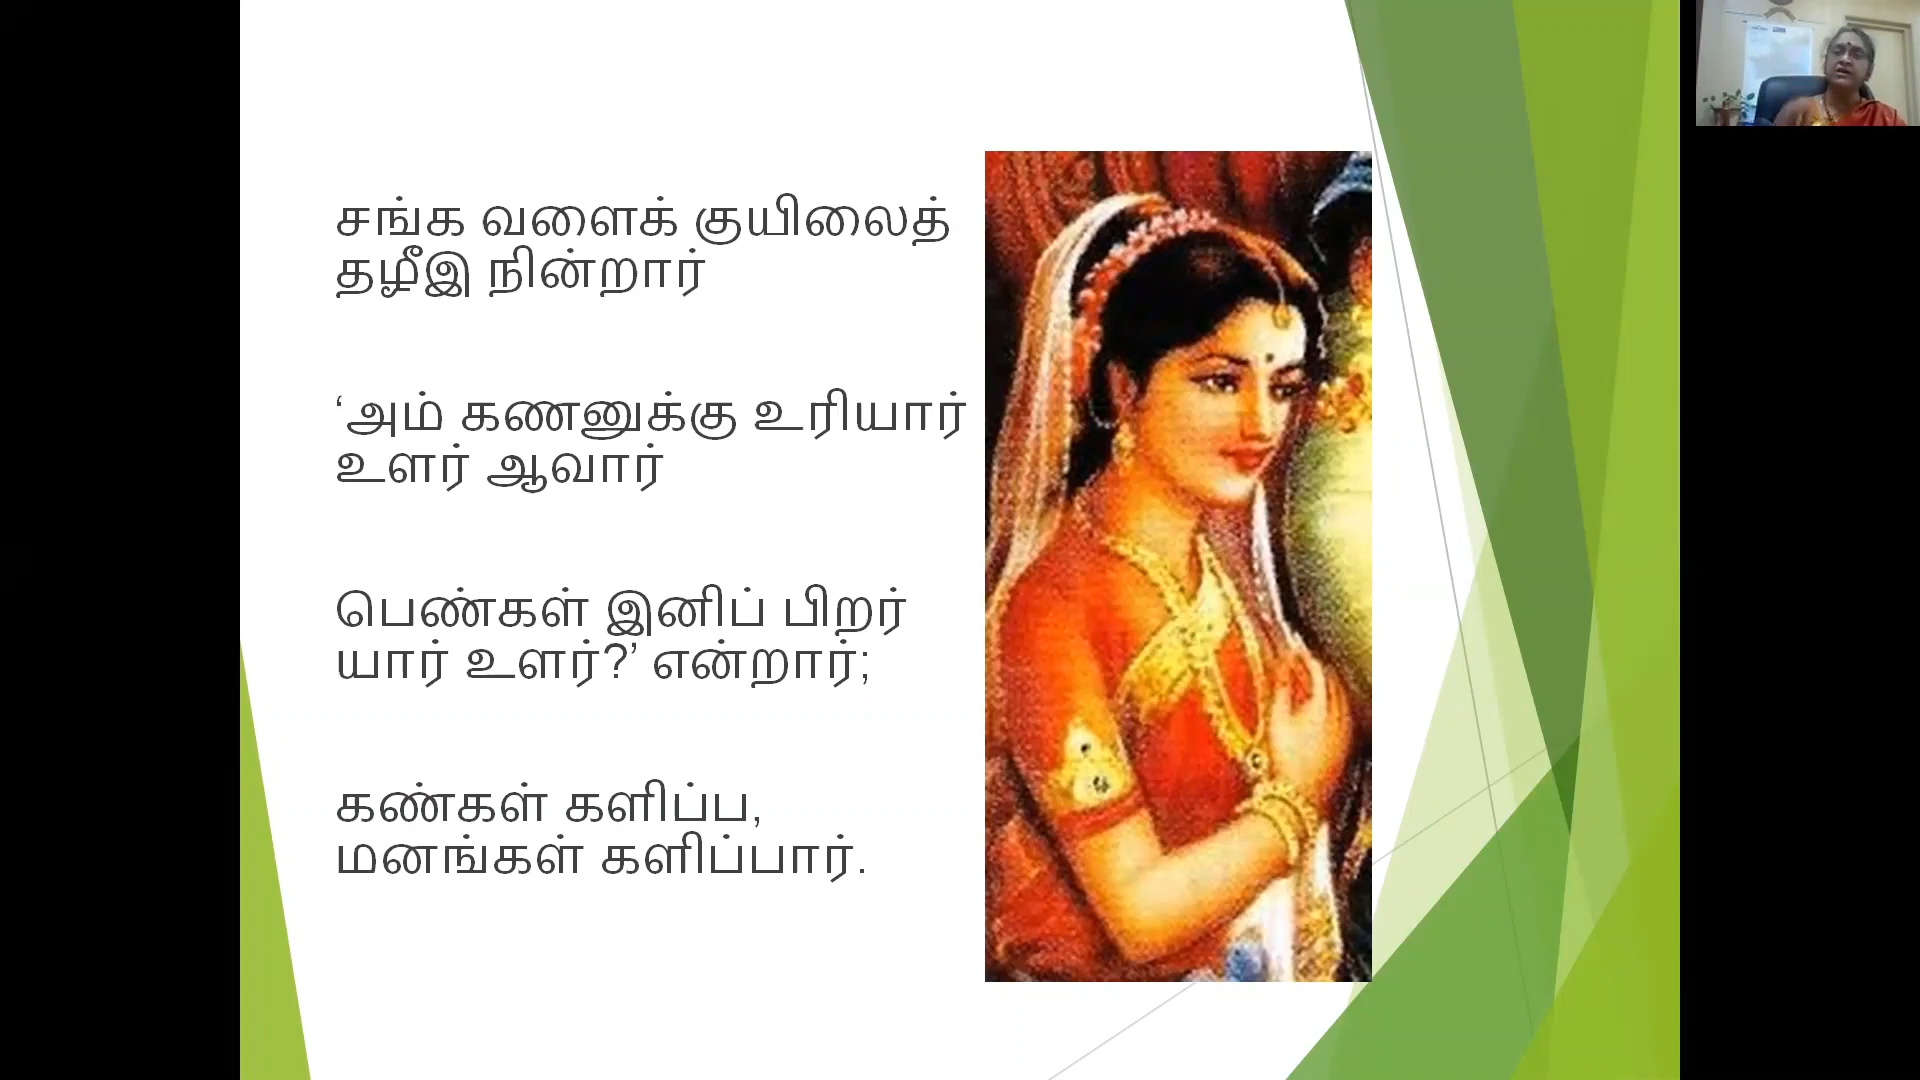 சங்க வளைக் குயிலைத்
தழீஇ நின்றார்
‘அம் கணனுக்கு உரியார்
உளர் ஆவார்
பெண்கள் இனிப் பிறர்
யார் உளர்?’ என்றார்;
கண்கள் களிப்ப,
மனங்கள் களிப்பார்.